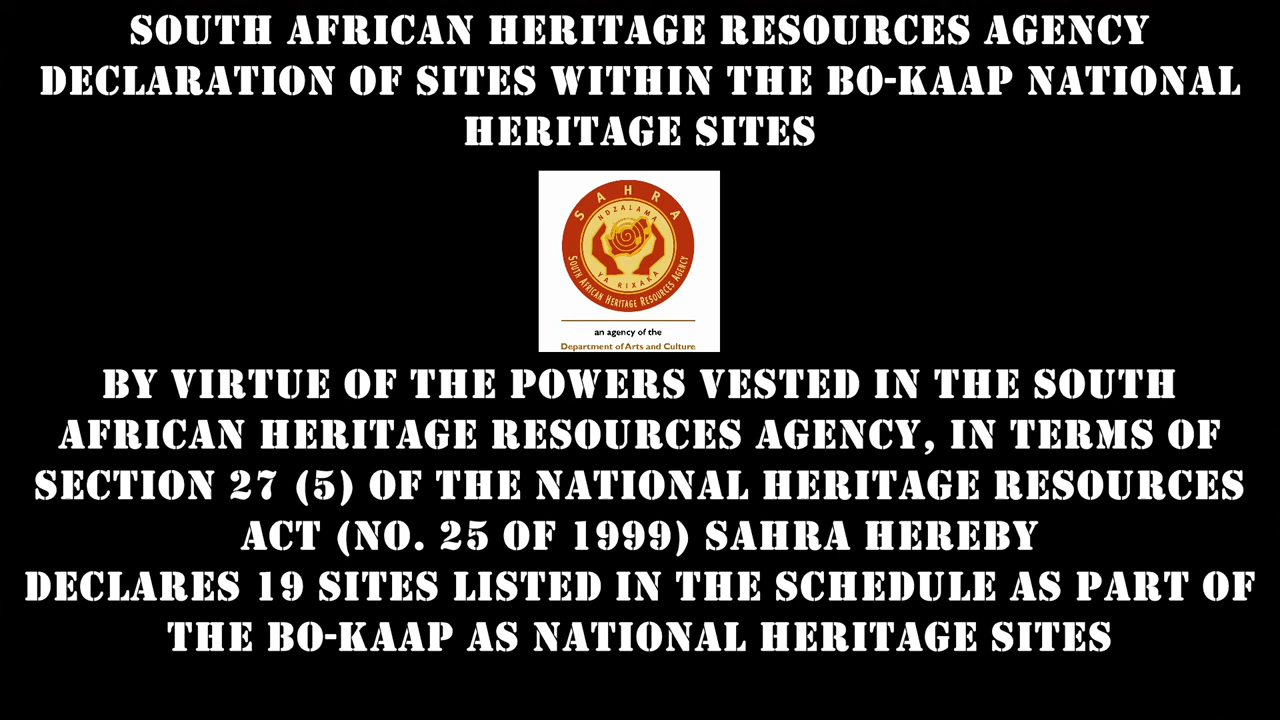 SOUTH AFRICAN HERITAGE RESOURCES AGENCY
DECLARATION OF SITES WITHIN THE BO-KAAP NATIONAL
HERITAGE SITES
SAHRA
NDZALAMA
YA RIXAKA
SOUTH AFRICAN HERITAGE RESOURCES AGENCY
an agency of the
Department of Arts and Culture
BY VIRTUE OF THE POWERS VESTED IN THE SOUTH
AFRICAN HERITAGE RESOURCES AGENCY, IN TERMS OF
SECTION 27 (5) OF THE NATIONAL HERITAGE RESOURCES
ACT (NO. 25 OF 1999) SAHRA HEREBY
DECLARES 19 SITES LISTED IN THE SCHEDULE AS PART OF
THE BO-KAAP AS NATIONAL HERITAGE SITES